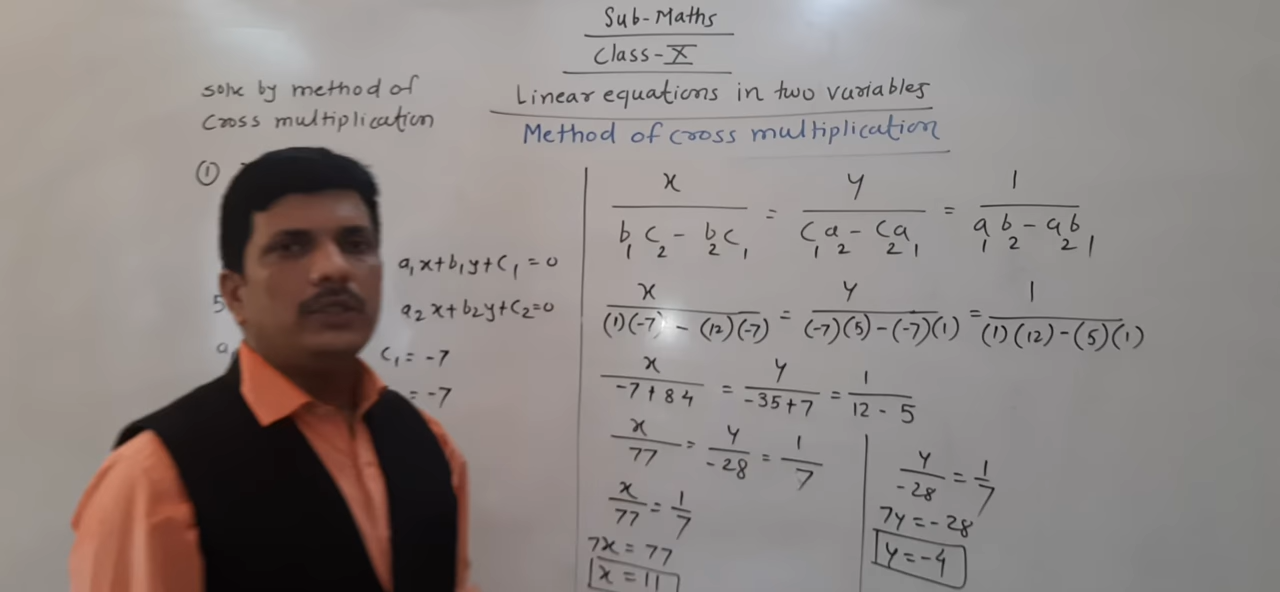 Sub-Maths
Class-X
Linear equations in two variables
Method of cross multiplication
solve by method of
Cross multiplication
①
a₁x+b₁y+c₁=0
5
a₂x+b₂y+c₂=0
a
c₁ = -7
= -7
x/(b₁c₂ - b₂c₁) = y/(c₁a₂ - c₂a₁) = 1/(a₁b₂ - a₂b₁)
x/((1)(-7) - (12)(-7)) = y/((-7)(5) - (-7)(1)) = 1/((1)(12) - (5)(1))
x/(-7+84) = y/(-35+7) = 1/(12-5)
x/77 = y/-28 = 1/7
x/77 = 1/7
7x = 77
x = 11
y/-28 = 1/7
7y = -28
y = -4